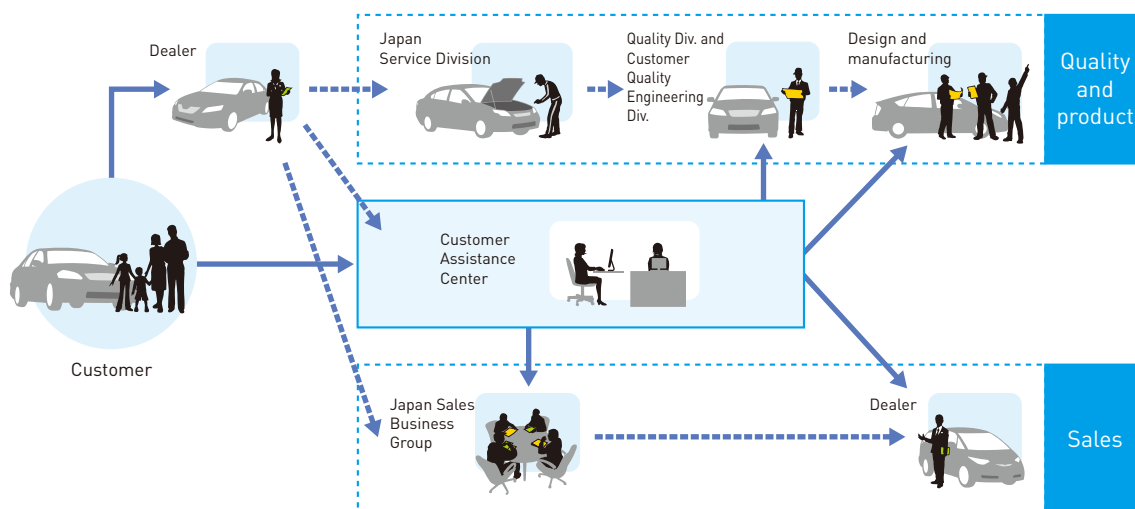 Dealer
Japan
Service Division
Quality Div. and
Customer
Quality
Engineering
Div.
Design and
manufacturing
Quality
and
product
Customer
Assistance
Center
Customer
Japan Sales
Business
Group
Dealer
Sales